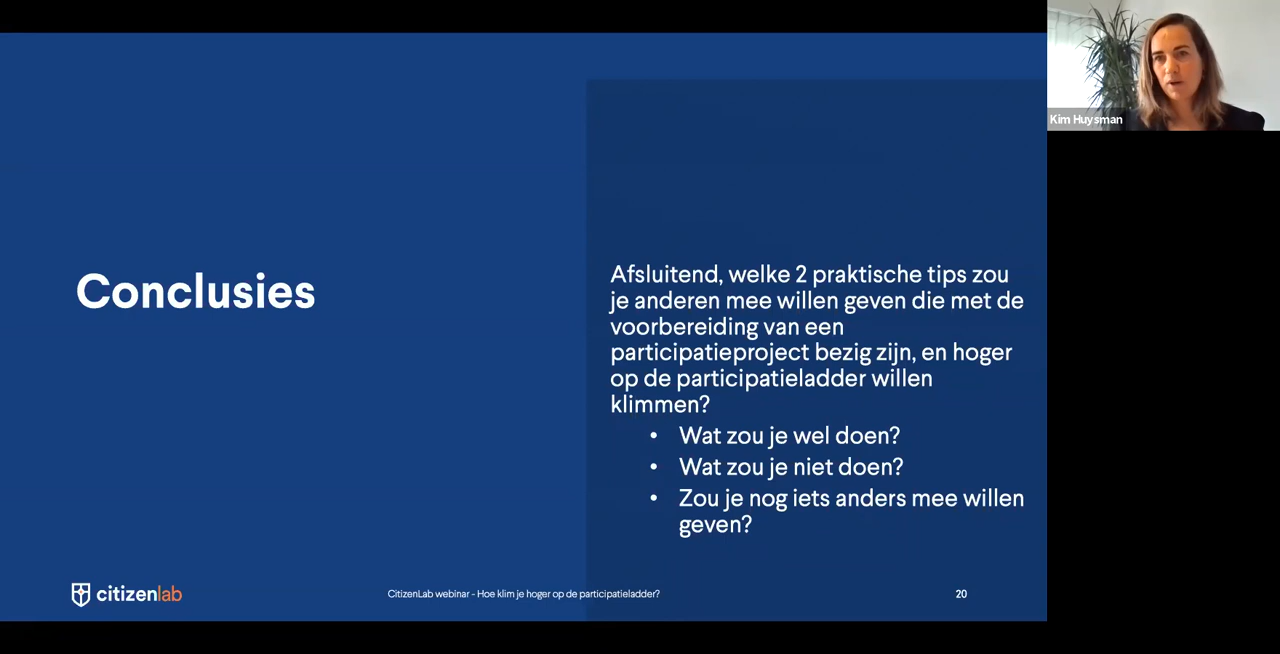 Kim Huysman
Conclusies
Afsluitend, welke 2 praktische tips zou
je anderen mee willen geven die met de
voorbereiding van een
participatieproject bezig zijn, en hoger
op de participatieladder willen
klimmen?
• Wat zou je wel doen?
• Wat zou je niet doen?
• Zou je nog iets anders mee willen
geven?
citizenlab
CitizenLab webinar - Hoe klim je hoger op de participatieladder?
20